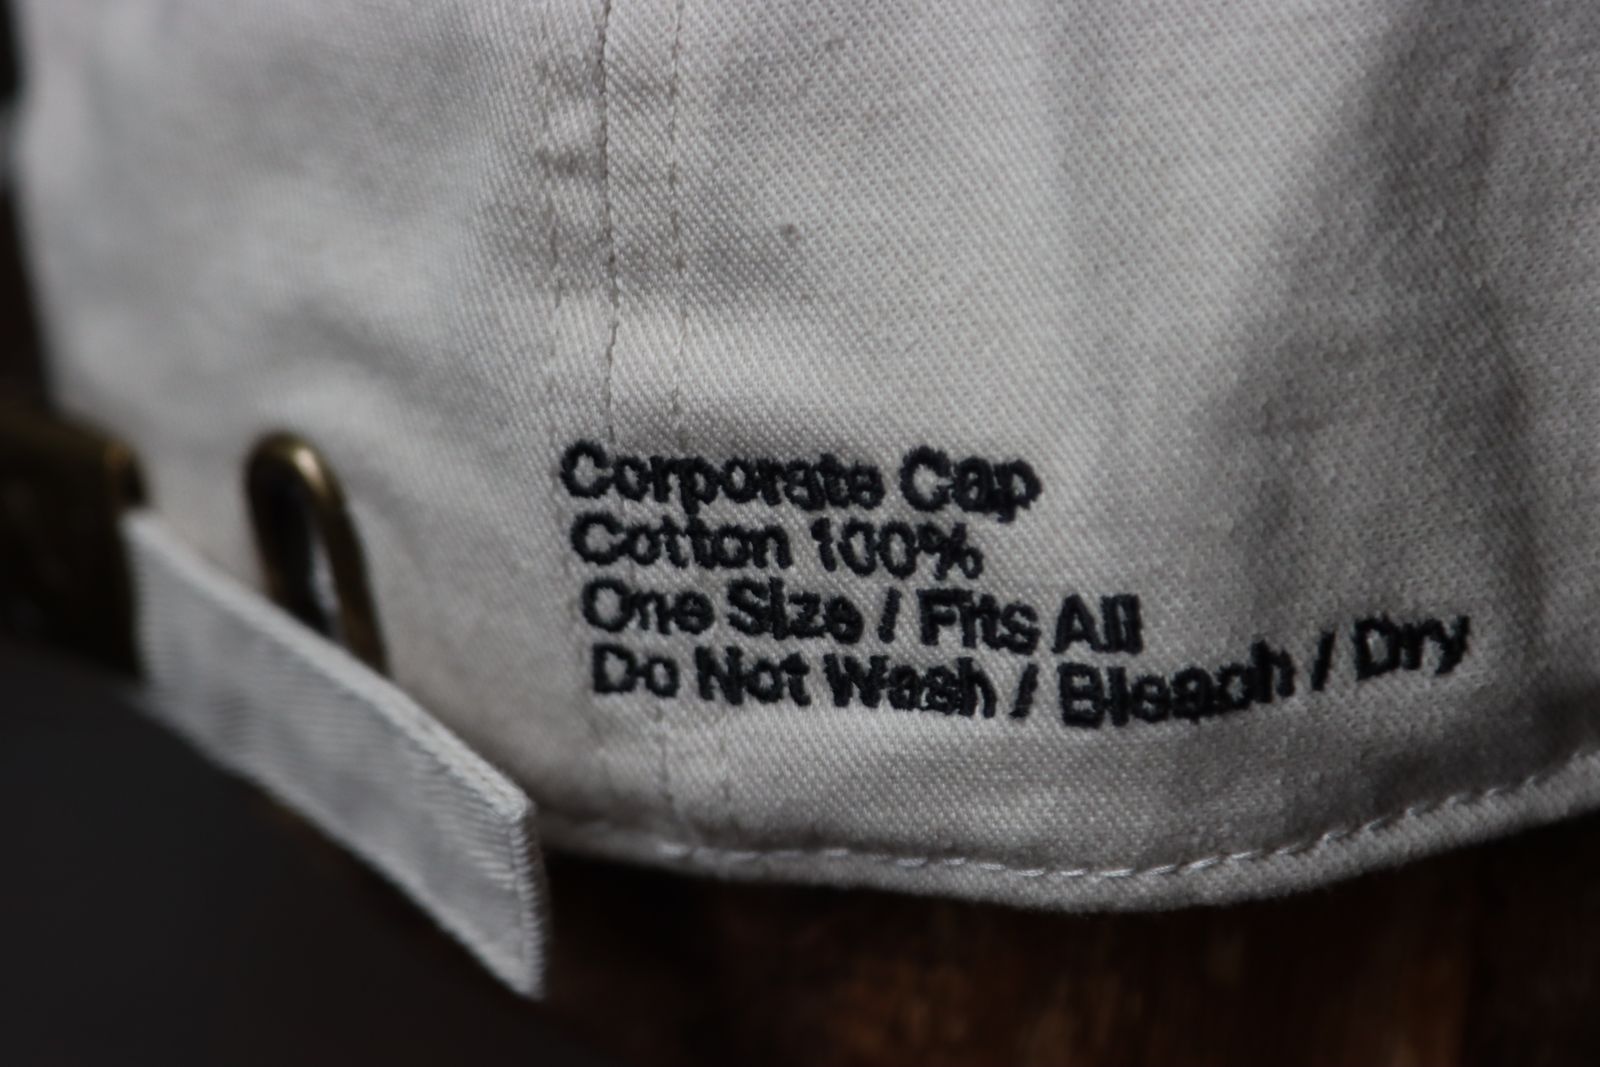 Corporate Cap
Cotton 100%
One Size / Fits All
Do Not Wash / Bleach / Dry